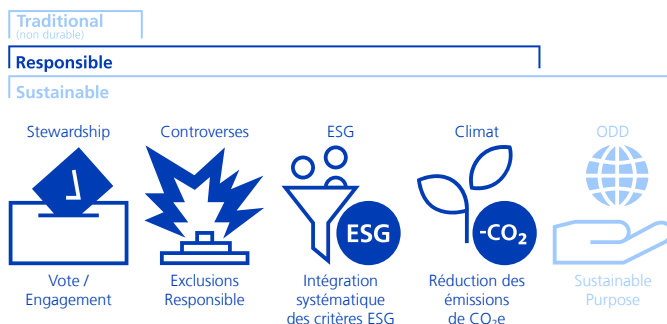 Traditional
(non durable)
Responsible
Sustainable
Stewardship
Controverses
ESG
Climat
ODD
ESG
-CO₂
Vote /
Engagement
Exclusions
Responsible
Intégration
systématique
des critères ESG
Réduction des
émissions
de CO₂e
Sustainable
Purpose